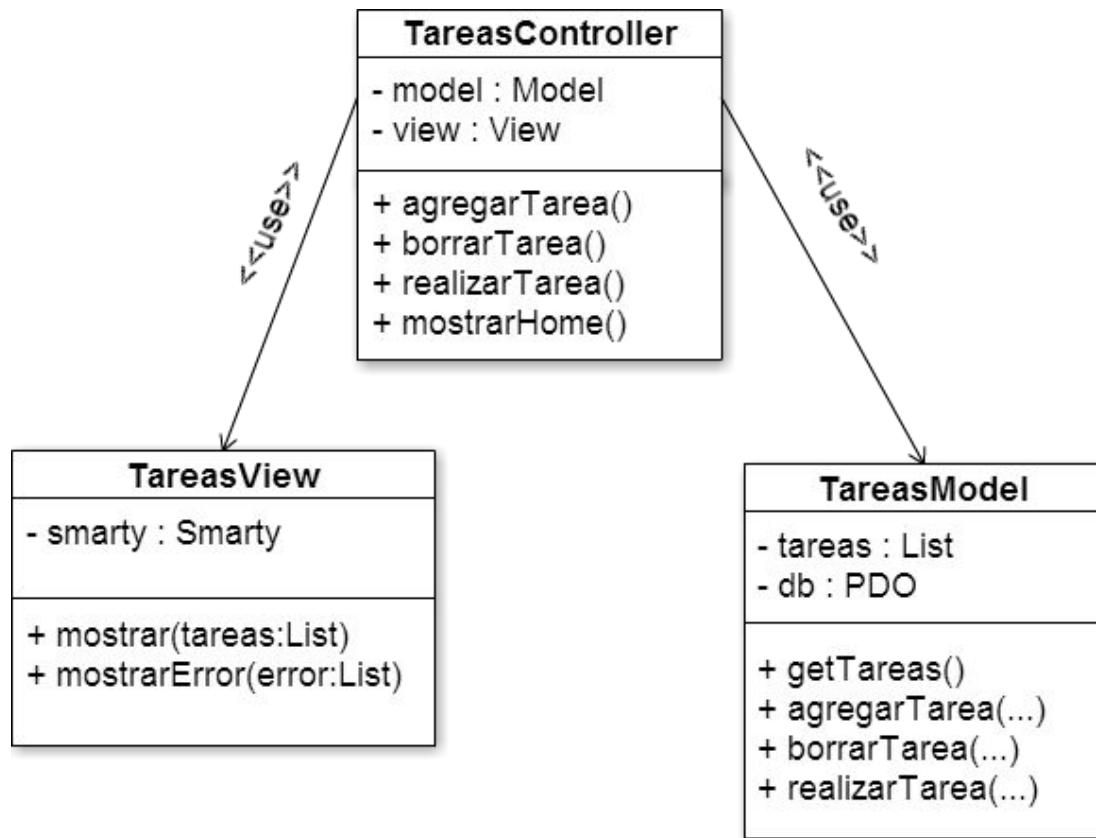 TareasController
- model : Model
- view : View
+ agregarTarea()
+ borrarTarea()
+ realizarTarea()
+ mostrarHome()
<<use>>
<<use>>
TareasView
- smarty : Smarty
+ mostrar(tareas:List)
+ mostrarError(error:List)
TareasModel
- tareas : List
- db : PDO
+ getTareas()
+ agregarTarea(...)
+ borrarTarea(...)
+ realizarTarea(...)